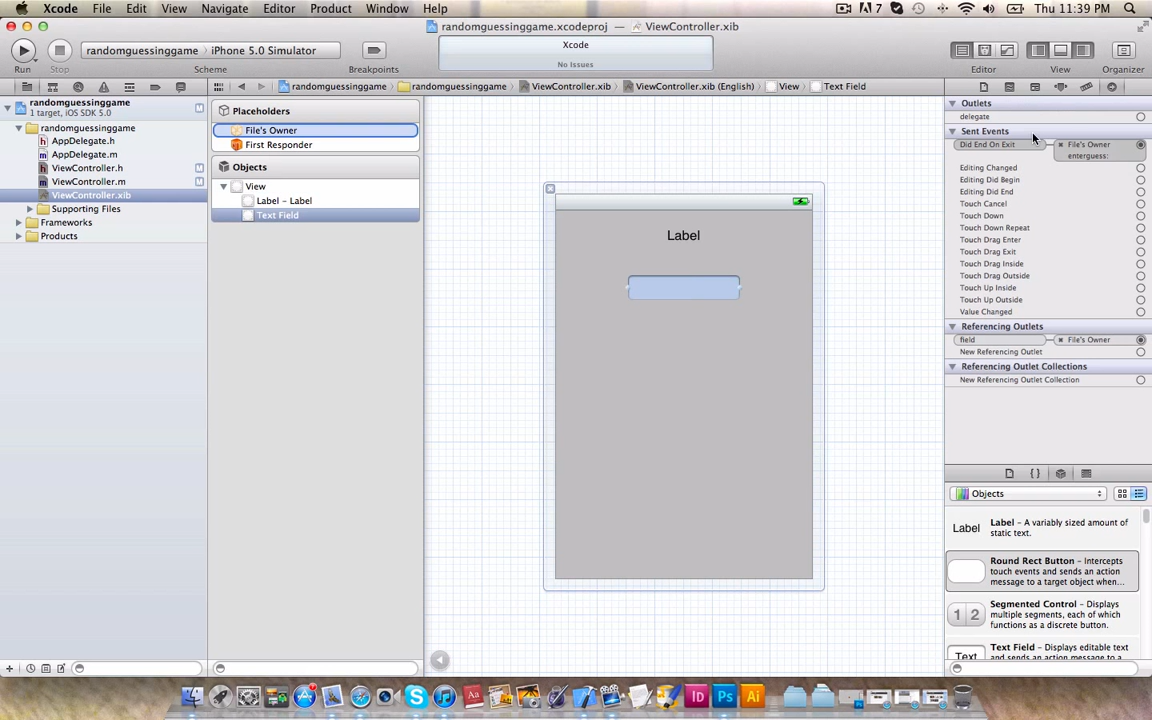 Xcode File Edit View Navigate Editor Product Window Help
7 Thu 11:39 PM
randomguessinggame.xcodeproj — ViewController.xib
randomguessinggame iPhone 5.0 Simulator
Xcode
No Issues
Run Stop Scheme Breakpoints Editor View Organizer
randomguessinggame randomguessinggame ViewController.xib ViewController.xib (English) View Text Field
randomguessinggame M
1 target, iOS SDK 5.0
randomguessinggame
AppDelegate.h
AppDelegate.m
ViewController.h M
ViewController.m M
ViewController.xib
Supporting Files
Frameworks
Products
Placeholders
File's Owner
First Responder
Objects
View
Label – Label
Text Field
Label
Outlets
delegate
Sent Events
Did End On Exit File's Owner
enterguess:
Editing Changed
Editing Did Begin
Editing Did End
Touch Cancel
Touch Down
Touch Down Repeat
Touch Drag Enter
Touch Drag Exit
Touch Drag Inside
Touch Drag Outside
Touch Up Inside
Touch Up Outside
Value Changed
Referencing Outlets
field File's Owner
New Referencing Outlet
Referencing Outlet Collections
New Referencing Outlet Collection
Objects
Label Label – A variably sized amount of
static text.
Round Rect Button – Intercepts
touch events and sends an action
message to a target object when...
1 2 Segmented Control – Displays
multiple segments, each of which
functions as a discrete button.
Text Text Field – Displays editable text
and sends an action message to a
Aa Id Ps Ai